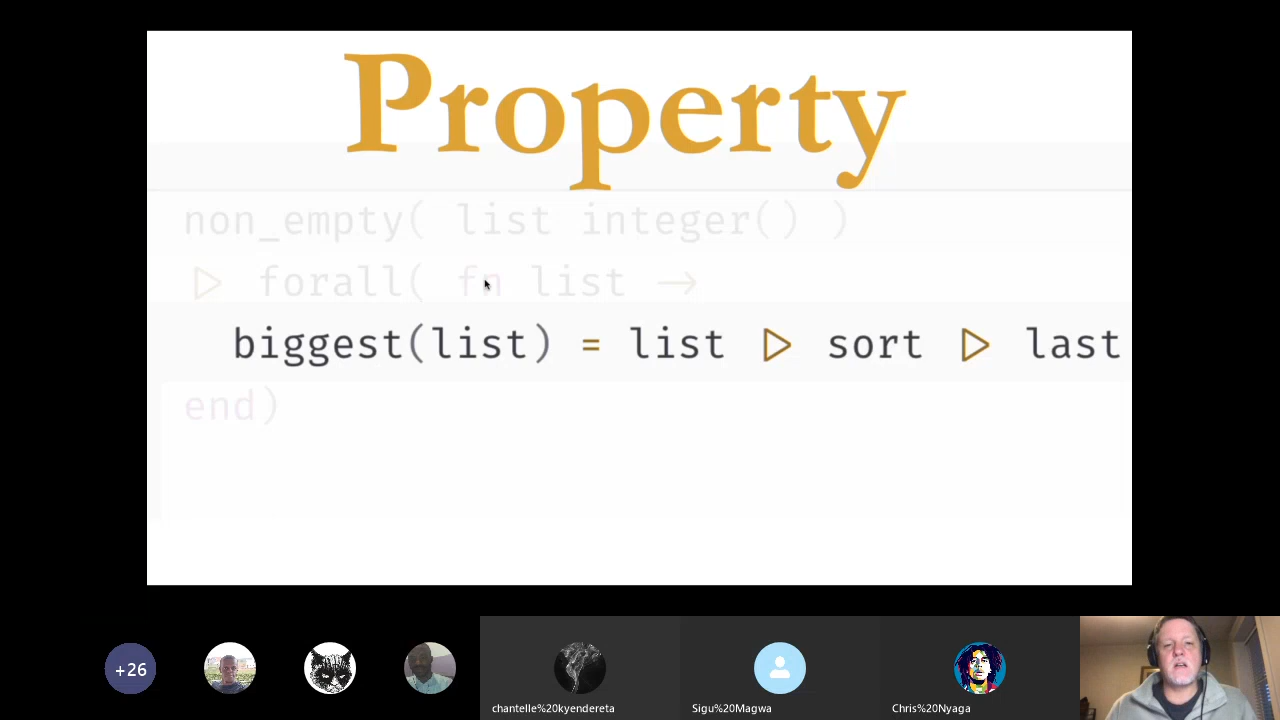 Property
non_empty( list integer() )
▷ forall( fn list →
biggest(list) = list ▷ sort ▷ last
end)
+26
chantelle%20kyendereta
Sigu%20Magwa
Chris%20Nyaga